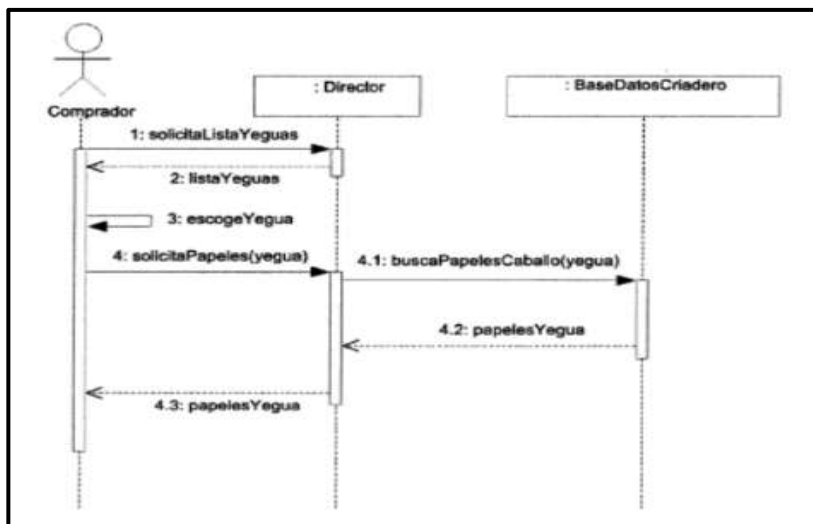 : Director
: BaseDatosCriadero
Comprador
1: solicitaListaYeguas
2: listaYeguas
3: escogeYegua
4: solicitaPapeles(yegua)
4.1: buscaPapelesCaballo(yegua)
4.2: papelesYegua
4.3: papelesYegua